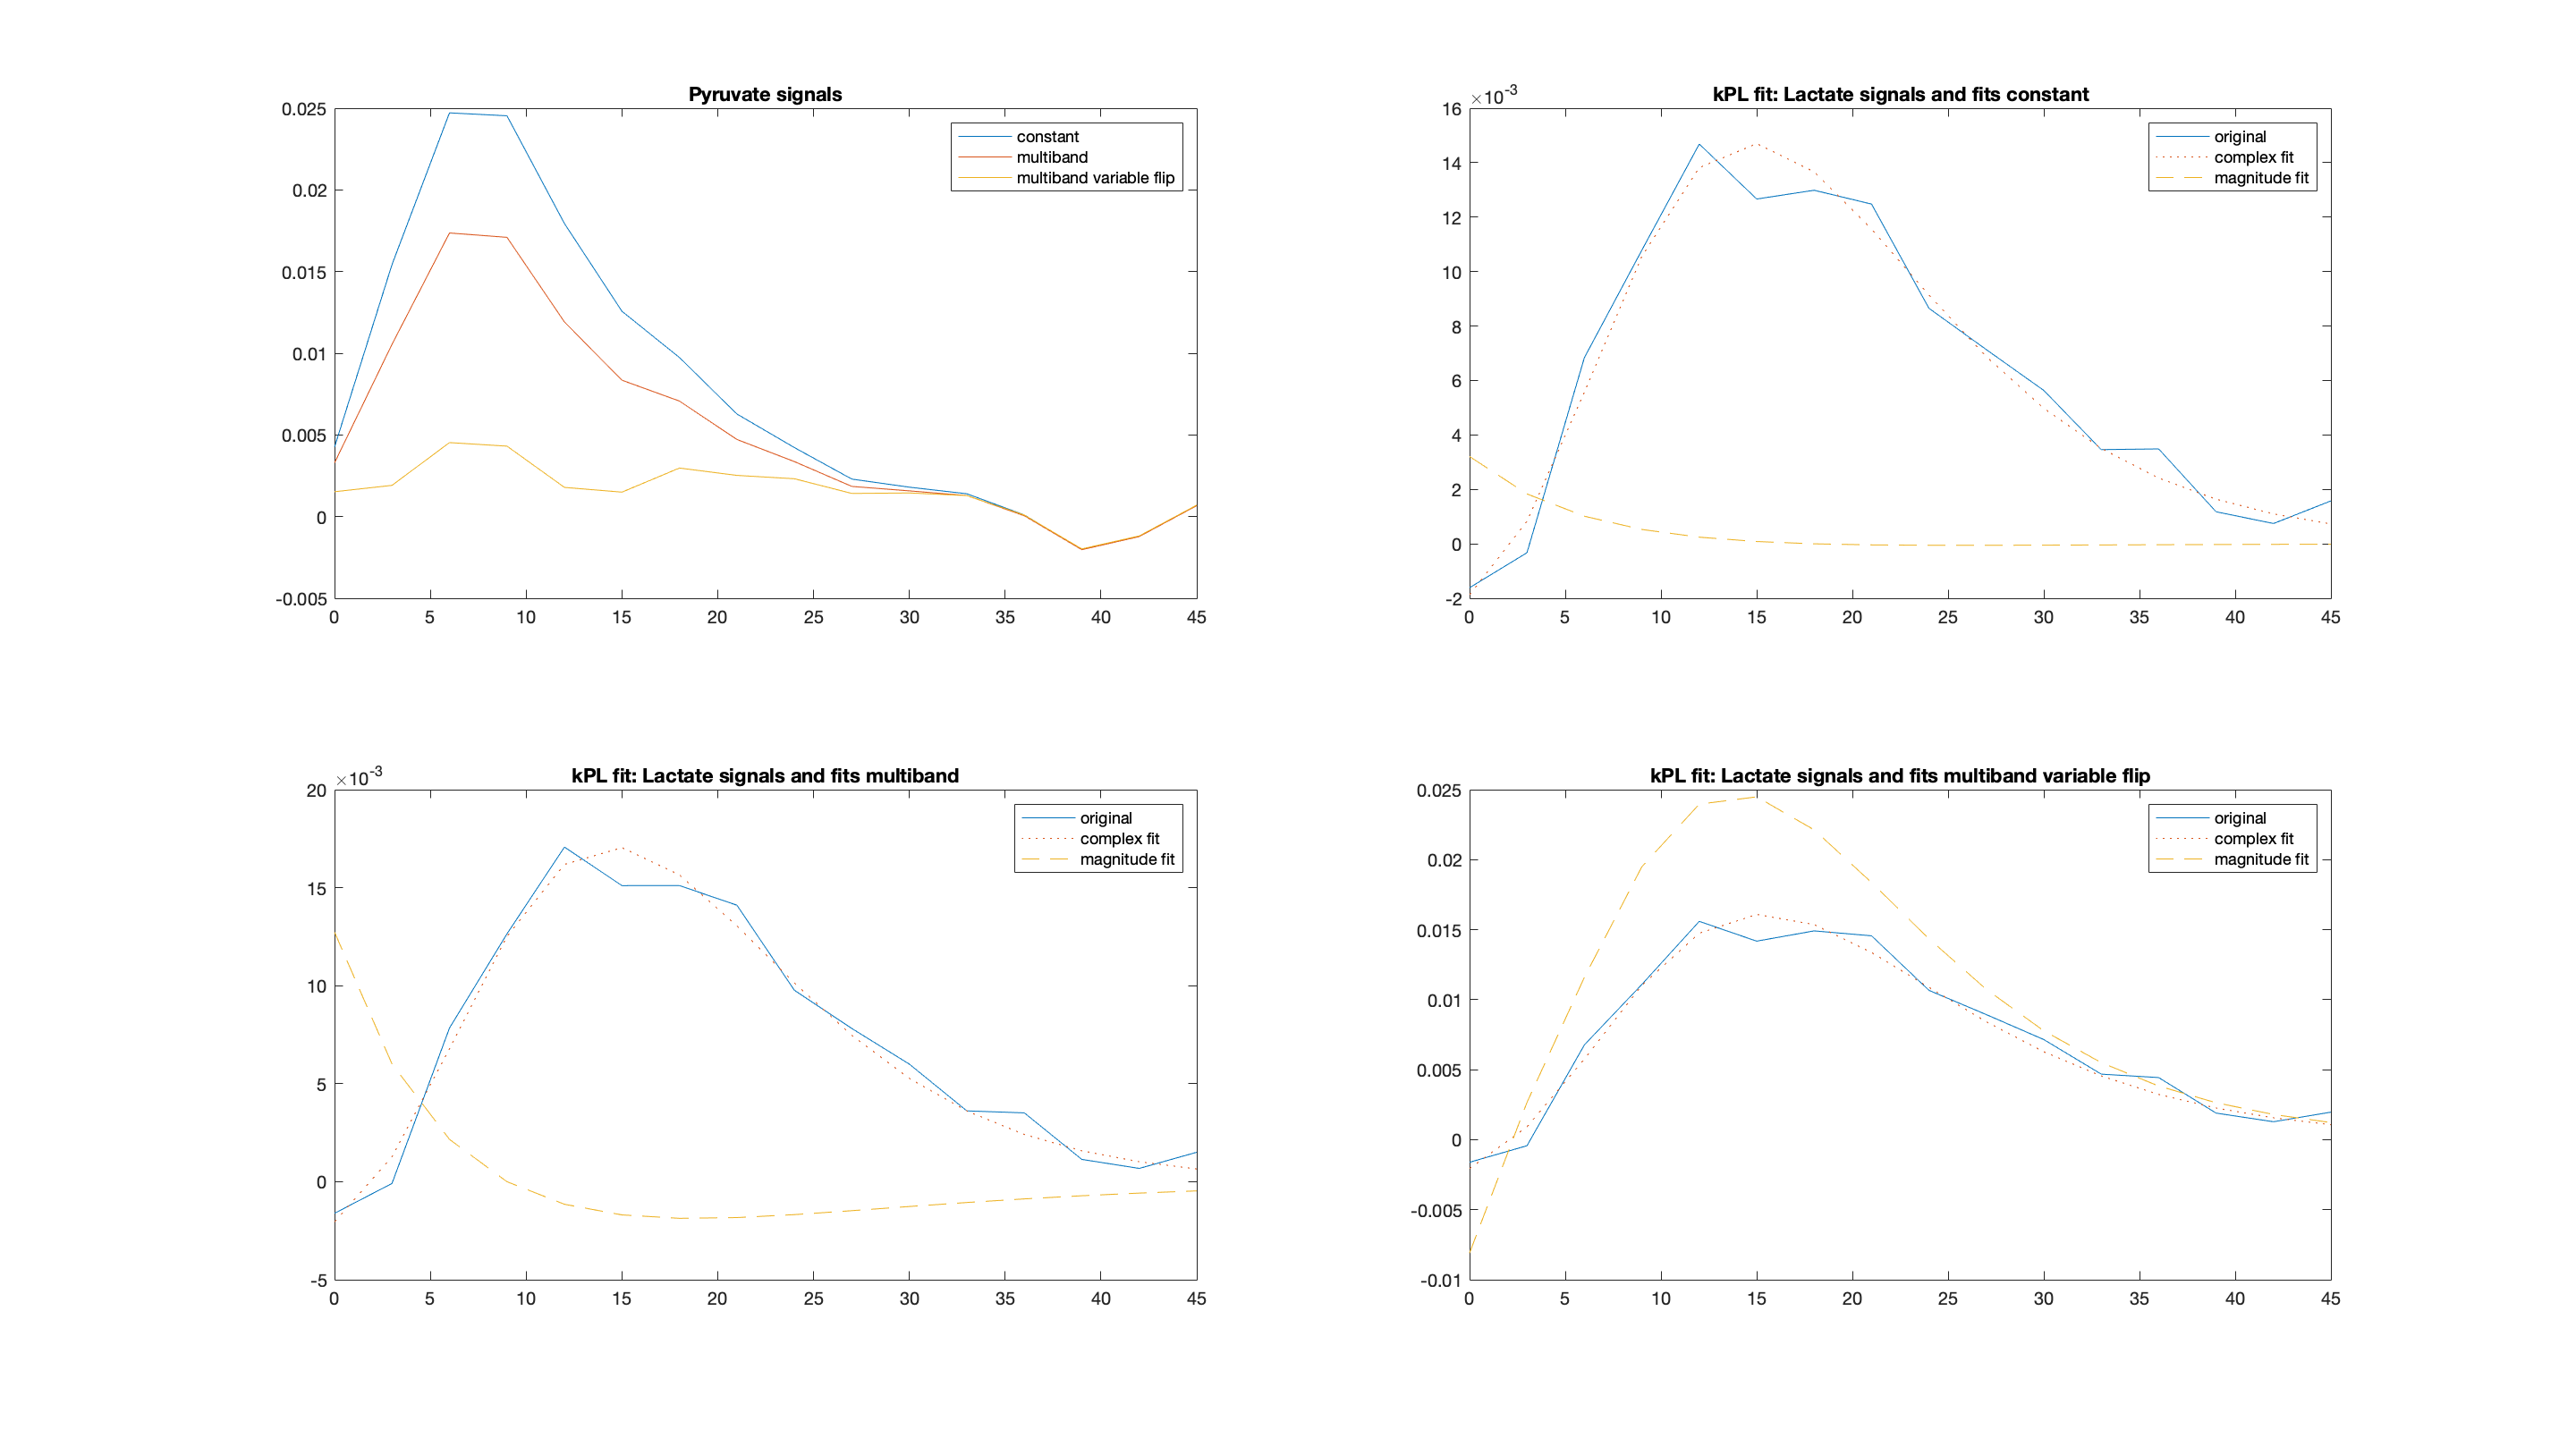 Pyruvate signals
0.025
0.02
0.015
0.01
0.005
0
-0.005
0 5 10 15 20 25 30 35 40 45
constant
multiband
multiband variable flip
kPL fit: Lactate signals and fits constant
×10-3
16
14
12
10
8
6
4
2
0
-2
0 5 10 15 20 25 30 35 40 45
original
complex fit
magnitude fit
kPL fit: Lactate signals and fits multiband
×10-3
20
15
10
5
0
-5
0 5 10 15 20 25 30 35 40 45
original
complex fit
magnitude fit
kPL fit: Lactate signals and fits multiband variable flip
0.025
0.02
0.015
0.01
0.005
0
-0.005
-0.01
0 5 10 15 20 25 30 35 40 45
original
complex fit
magnitude fit